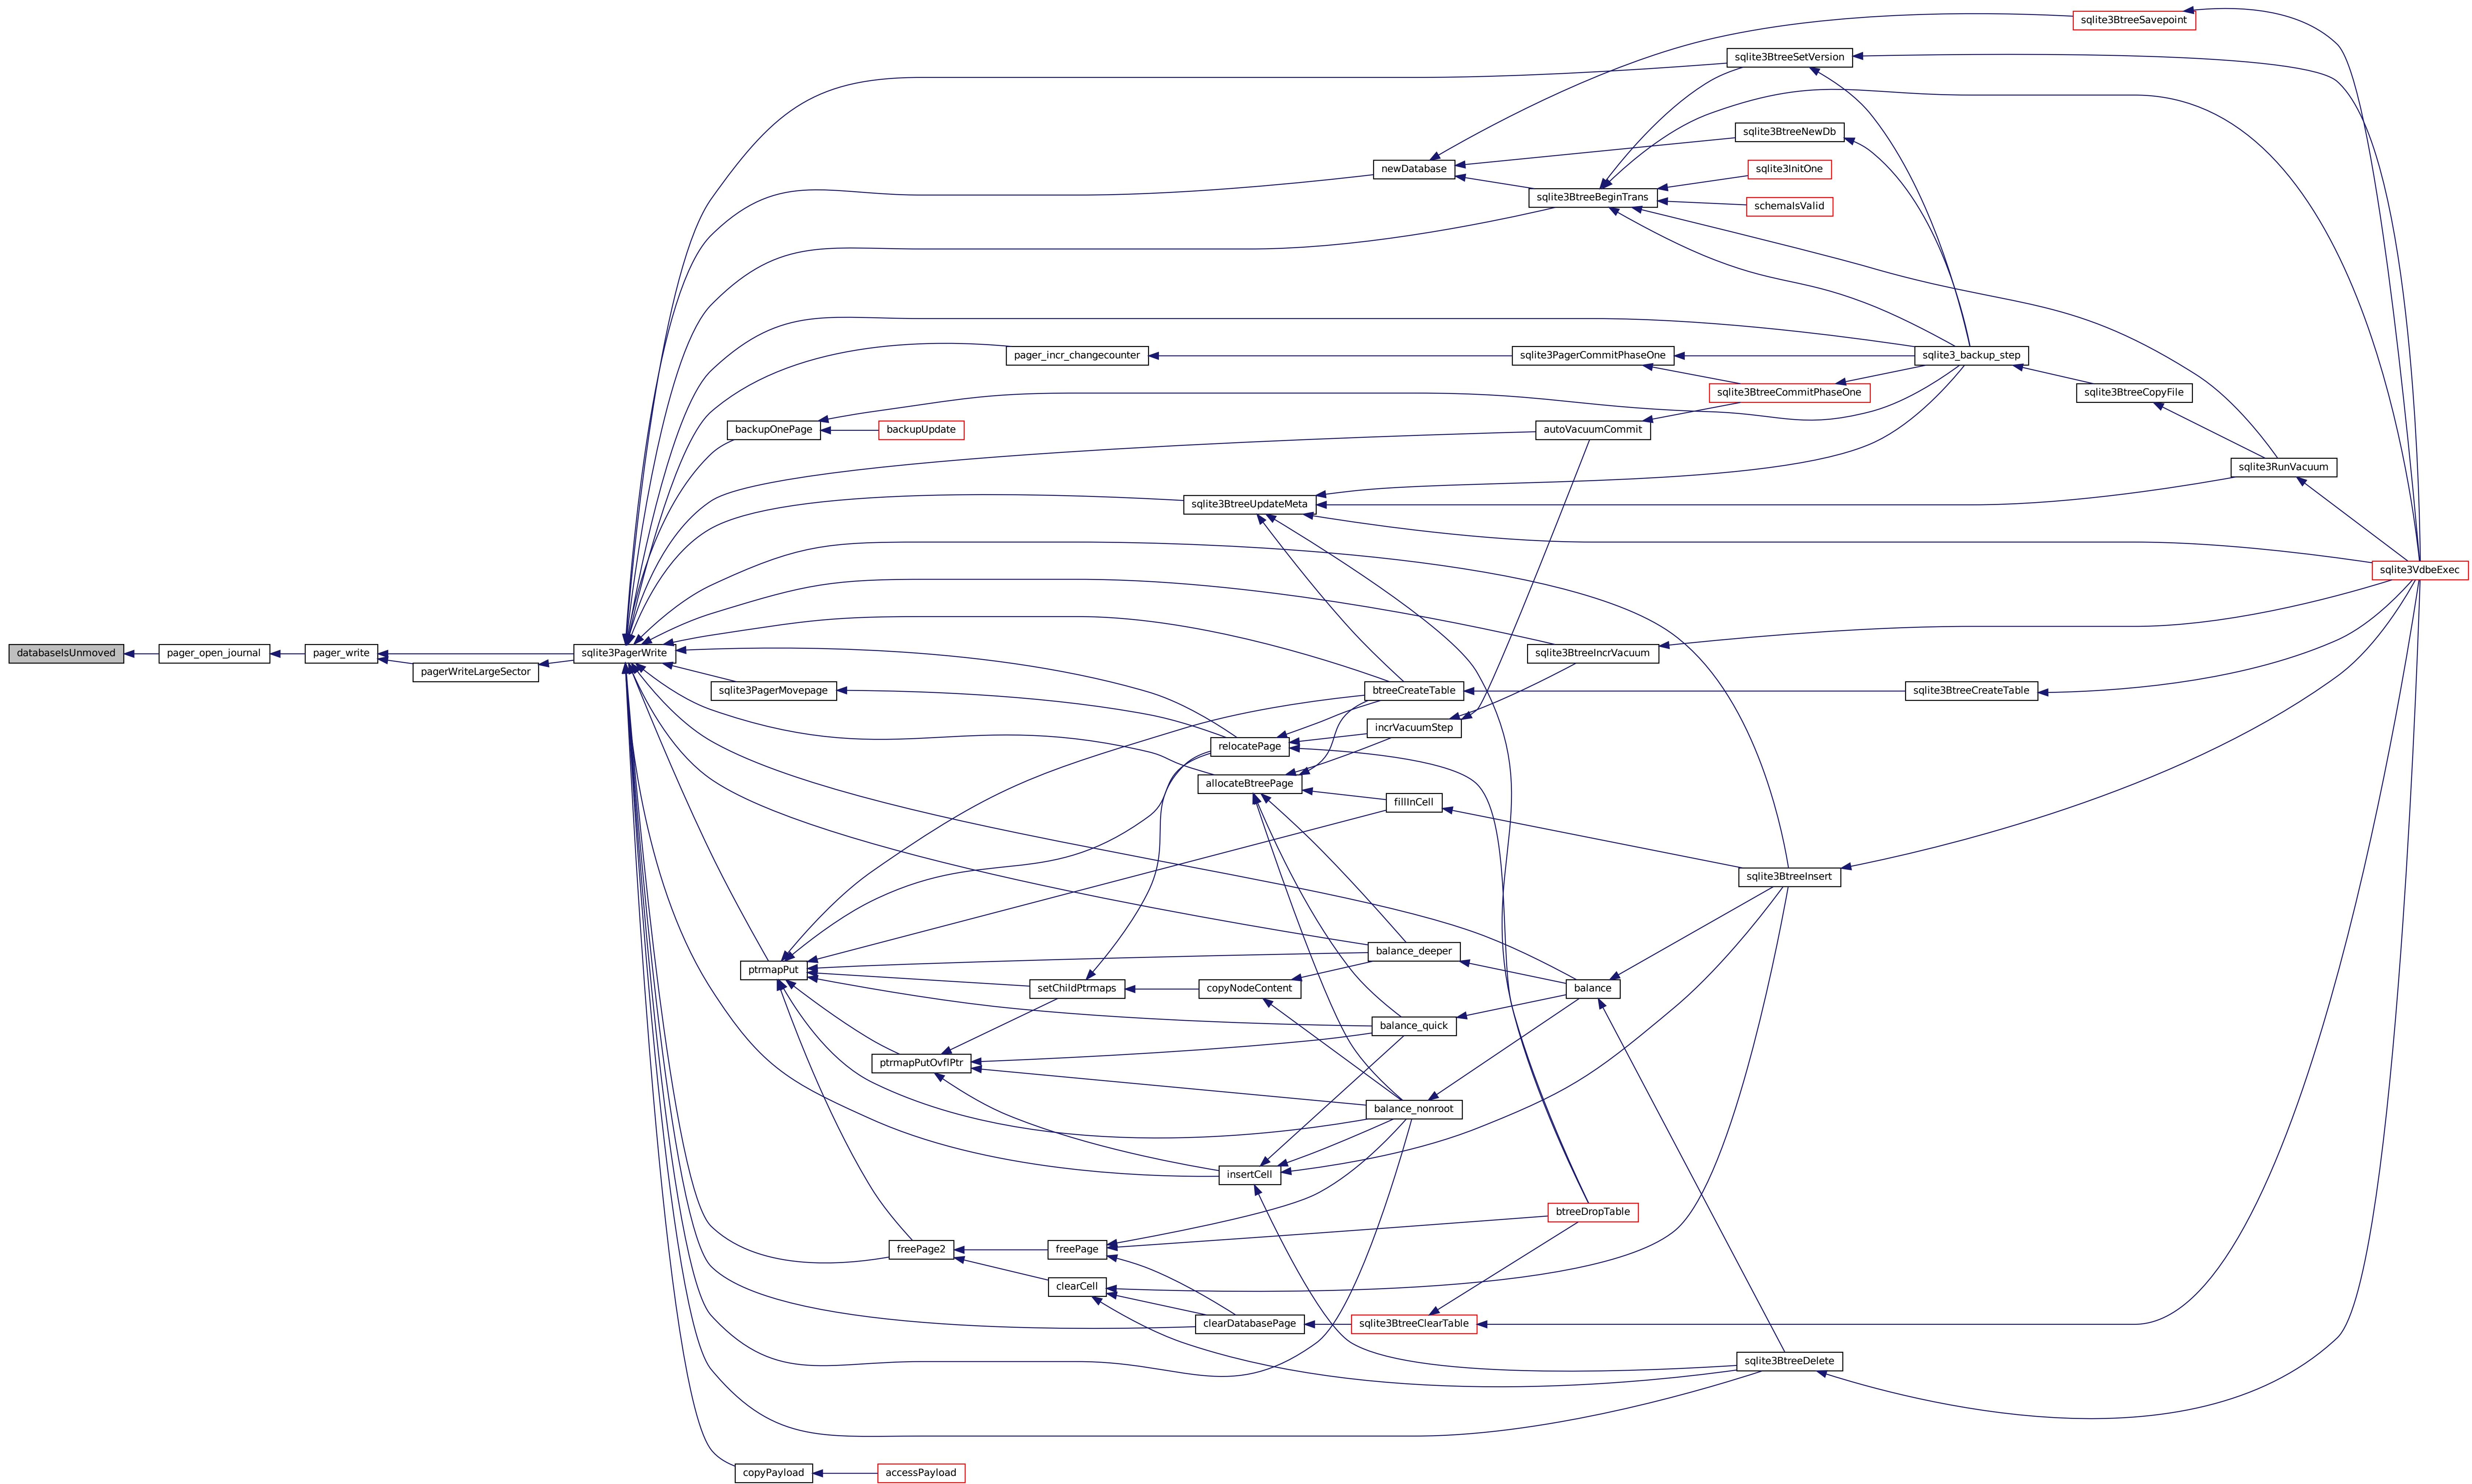 sqlite3BtreeSavepoint
sqlite3BtreeSetVersion
sqlite3BtreeNewDb
newDatabase
sqlite3InitOne
sqlite3BtreeBeginTrans
schemaIsValid
pager_incr_changecounter
sqlite3PagerCommitPhaseOne
sqlite3_backup_step
sqlite3BtreeCommitPhaseOne
sqlite3BtreeCopyFile
backupOnePage
backupUpdate
autoVacuumCommit
sqlite3RunVacuum
sqlite3BtreeUpdateMeta
sqlite3VdbeExec
databaseIsUnmoved
pager_open_journal
pager_write
sqlite3PagerWrite
sqlite3BtreeIncrVacuum
pagerWriteLargeSector
sqlite3PagerMovepage
btreeCreateTable
sqlite3BtreeCreateTable
incrVacuumStep
relocatePage
allocateBtreePage
fillInCell
sqlite3BtreeInsert
balance_deeper
ptrmapPut
setChildPtrmaps
copyNodeContent
balance
balance_quick
ptrmapPutOvflPtr
balance_nonroot
insertCell
btreeDropTable
freePage2
freePage
clearCell
clearDatabasePage
sqlite3BtreeClearTable
sqlite3BtreeDelete
copyPayload
accessPayload